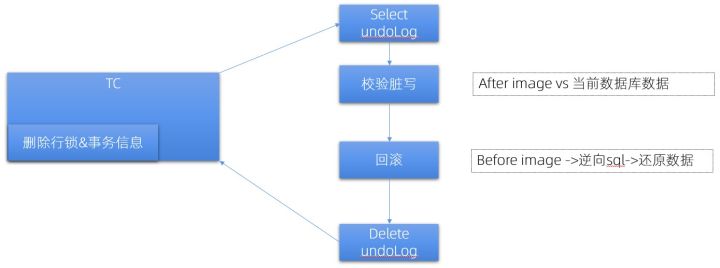 Select
undoLog
TC
校验脏写
After image vs 当前数据库数据
删除行锁&事务信息
回滚
Before image ->逆向sql->还原数据
Delete
undoLog